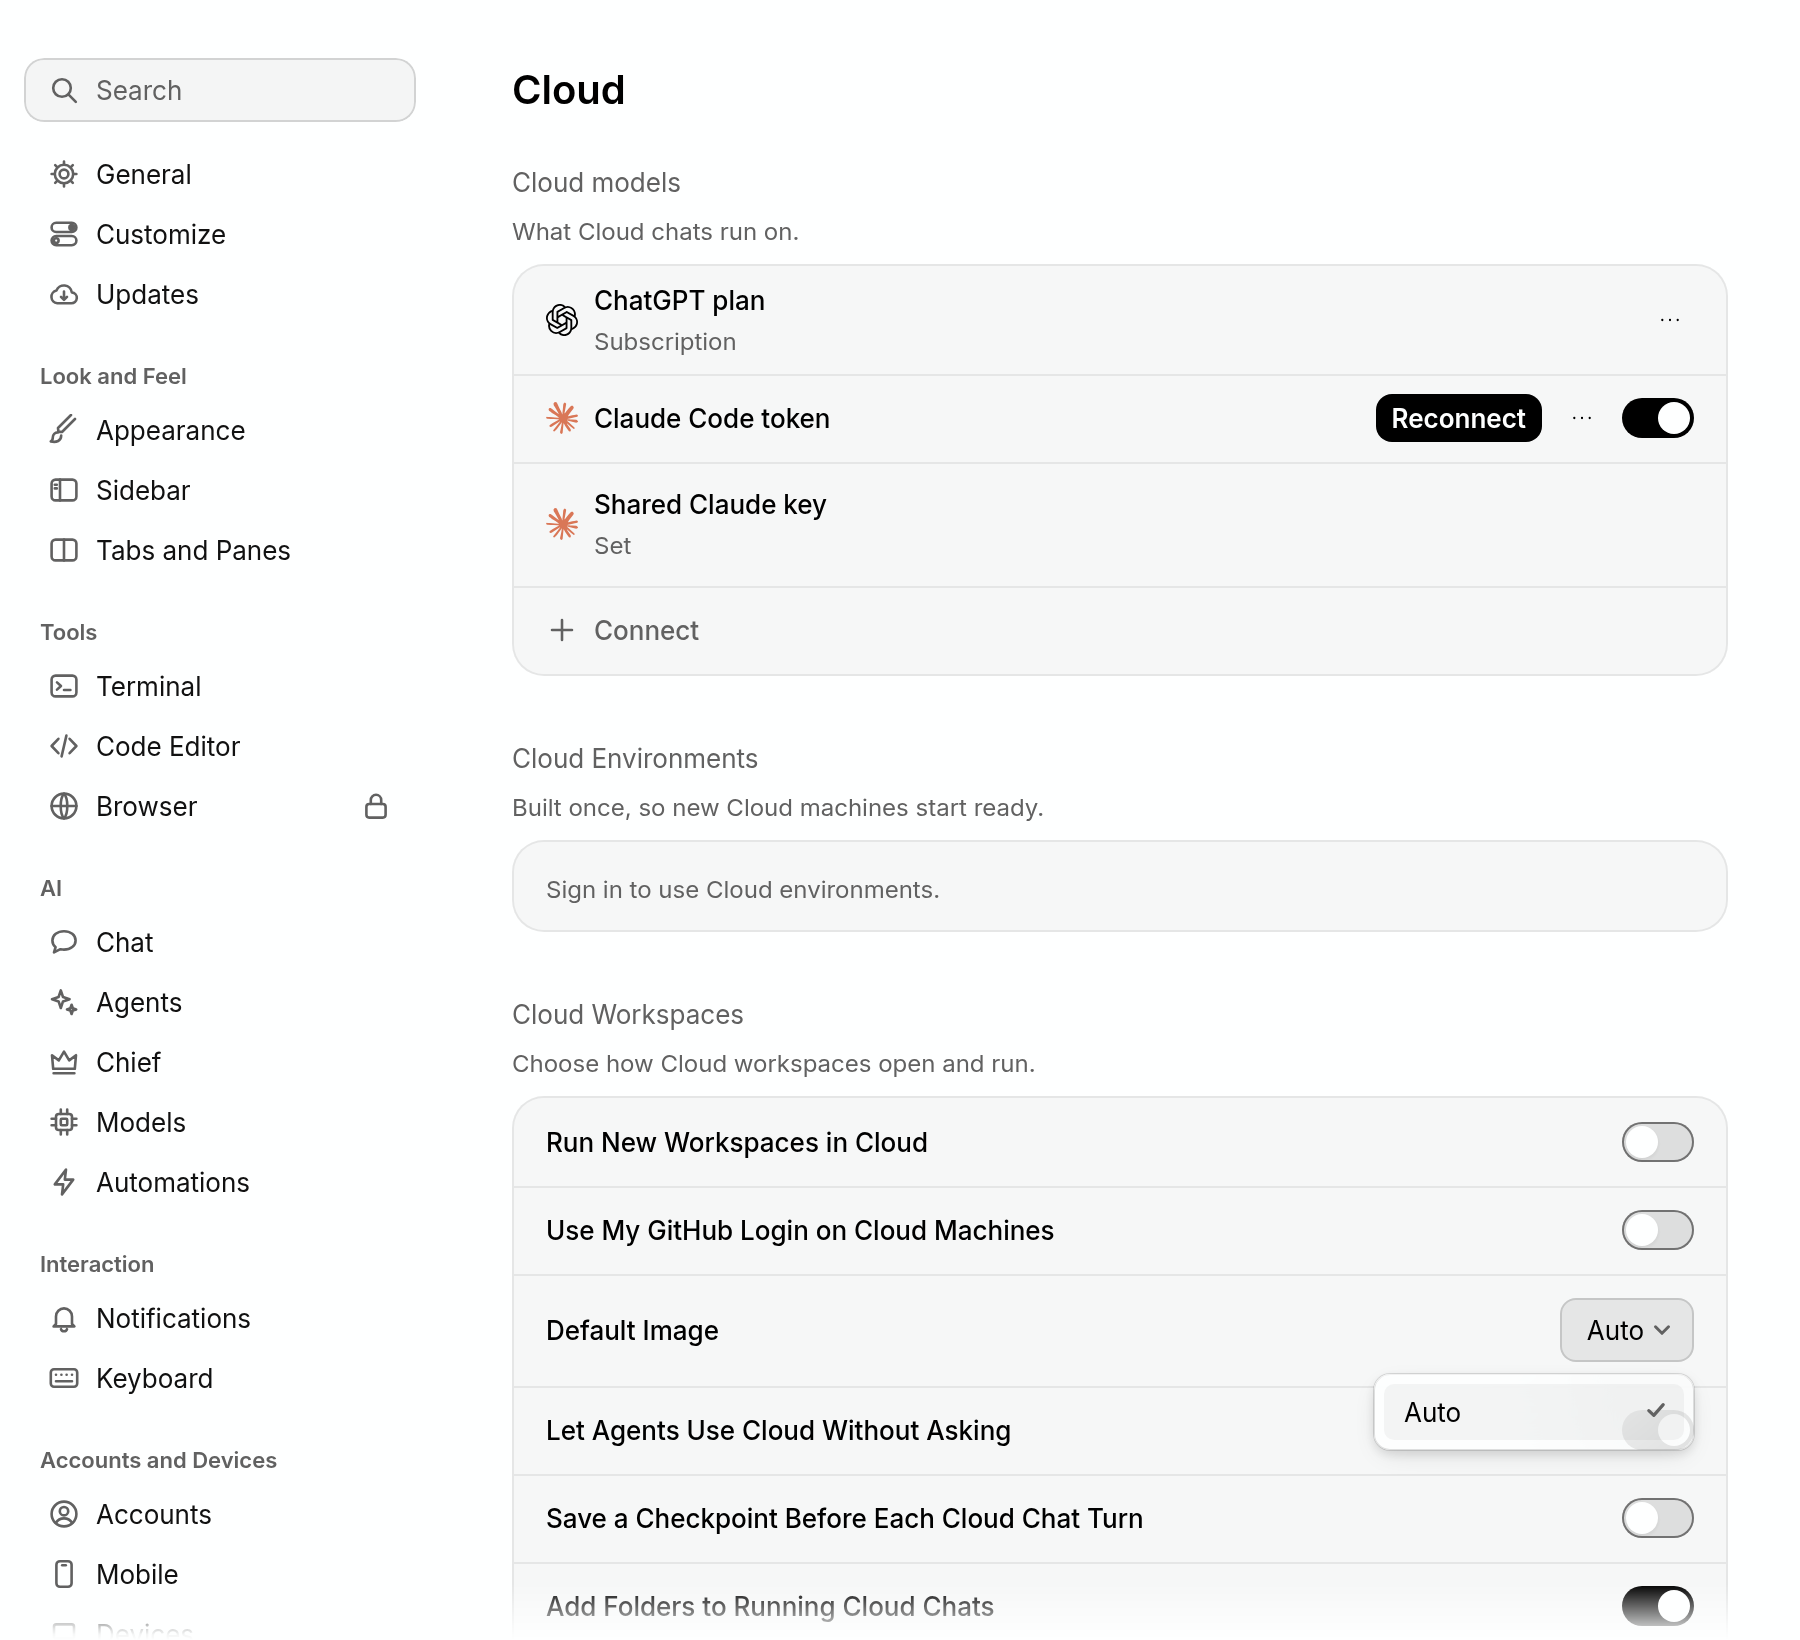 Search
General
Customize
Updates
Look and Feel
Appearance
Sidebar
Tabs and Panes
Tools
Terminal
Code Editor
Browser
AI
Chat
Agents
Chief
Models
Automations
Interaction
Notifications
Keyboard
Accounts and Devices
Accounts
Mobile
Devices
Cloud
Cloud models
What Cloud chats run on.
ChatGPT plan
Subscription
Claude Code token
Reconnect
Shared Claude key
Set
Connect
Cloud Environments
Built once, so new Cloud machines start ready.
Sign in to use Cloud environments.
Cloud Workspaces
Choose how Cloud workspaces open and run.
Run New Workspaces in Cloud
Use My GitHub Login on Cloud Machines
Default Image
Auto
Auto
Let Agents Use Cloud Without Asking
Save a Checkpoint Before Each Cloud Chat Turn
Add Folders to Running Cloud Chats